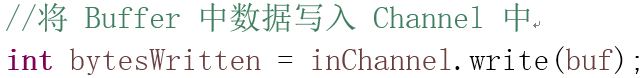 //将 Buffer 中数据写入 Channel 中
int bytesWritten = inChannel.write(buf);